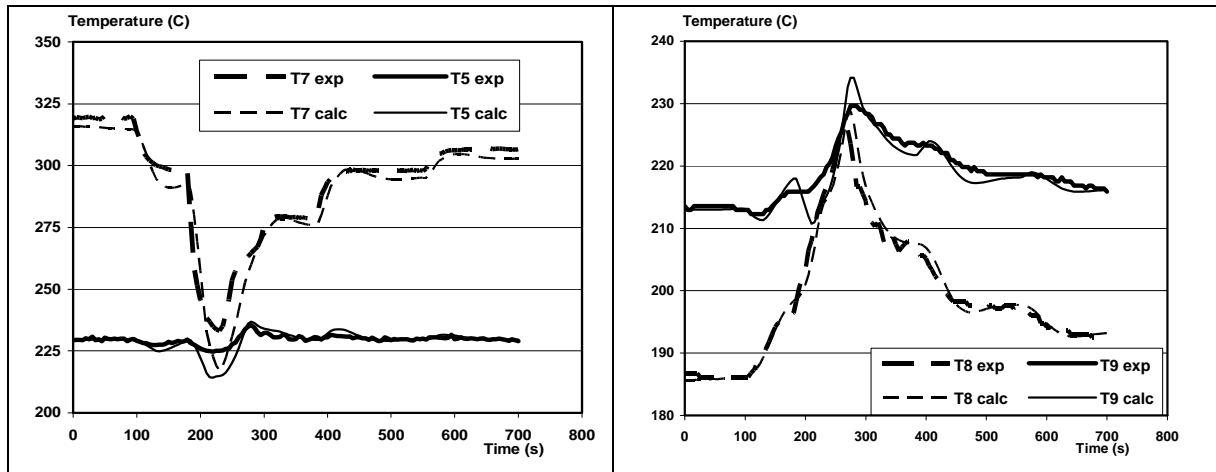 Temperature (C)
350
325
300
275
250
225
200
0 100 200 300 400 500 600 700 800
Time (s)
T7 exp T5 exp
T7 calc T5 calc
Temperature (C)
240
230
220
210
200
190
180
0 100 200 300 400 500 600 700 800
Time (s)
T8 exp T9 exp
T8 calc T9 calc